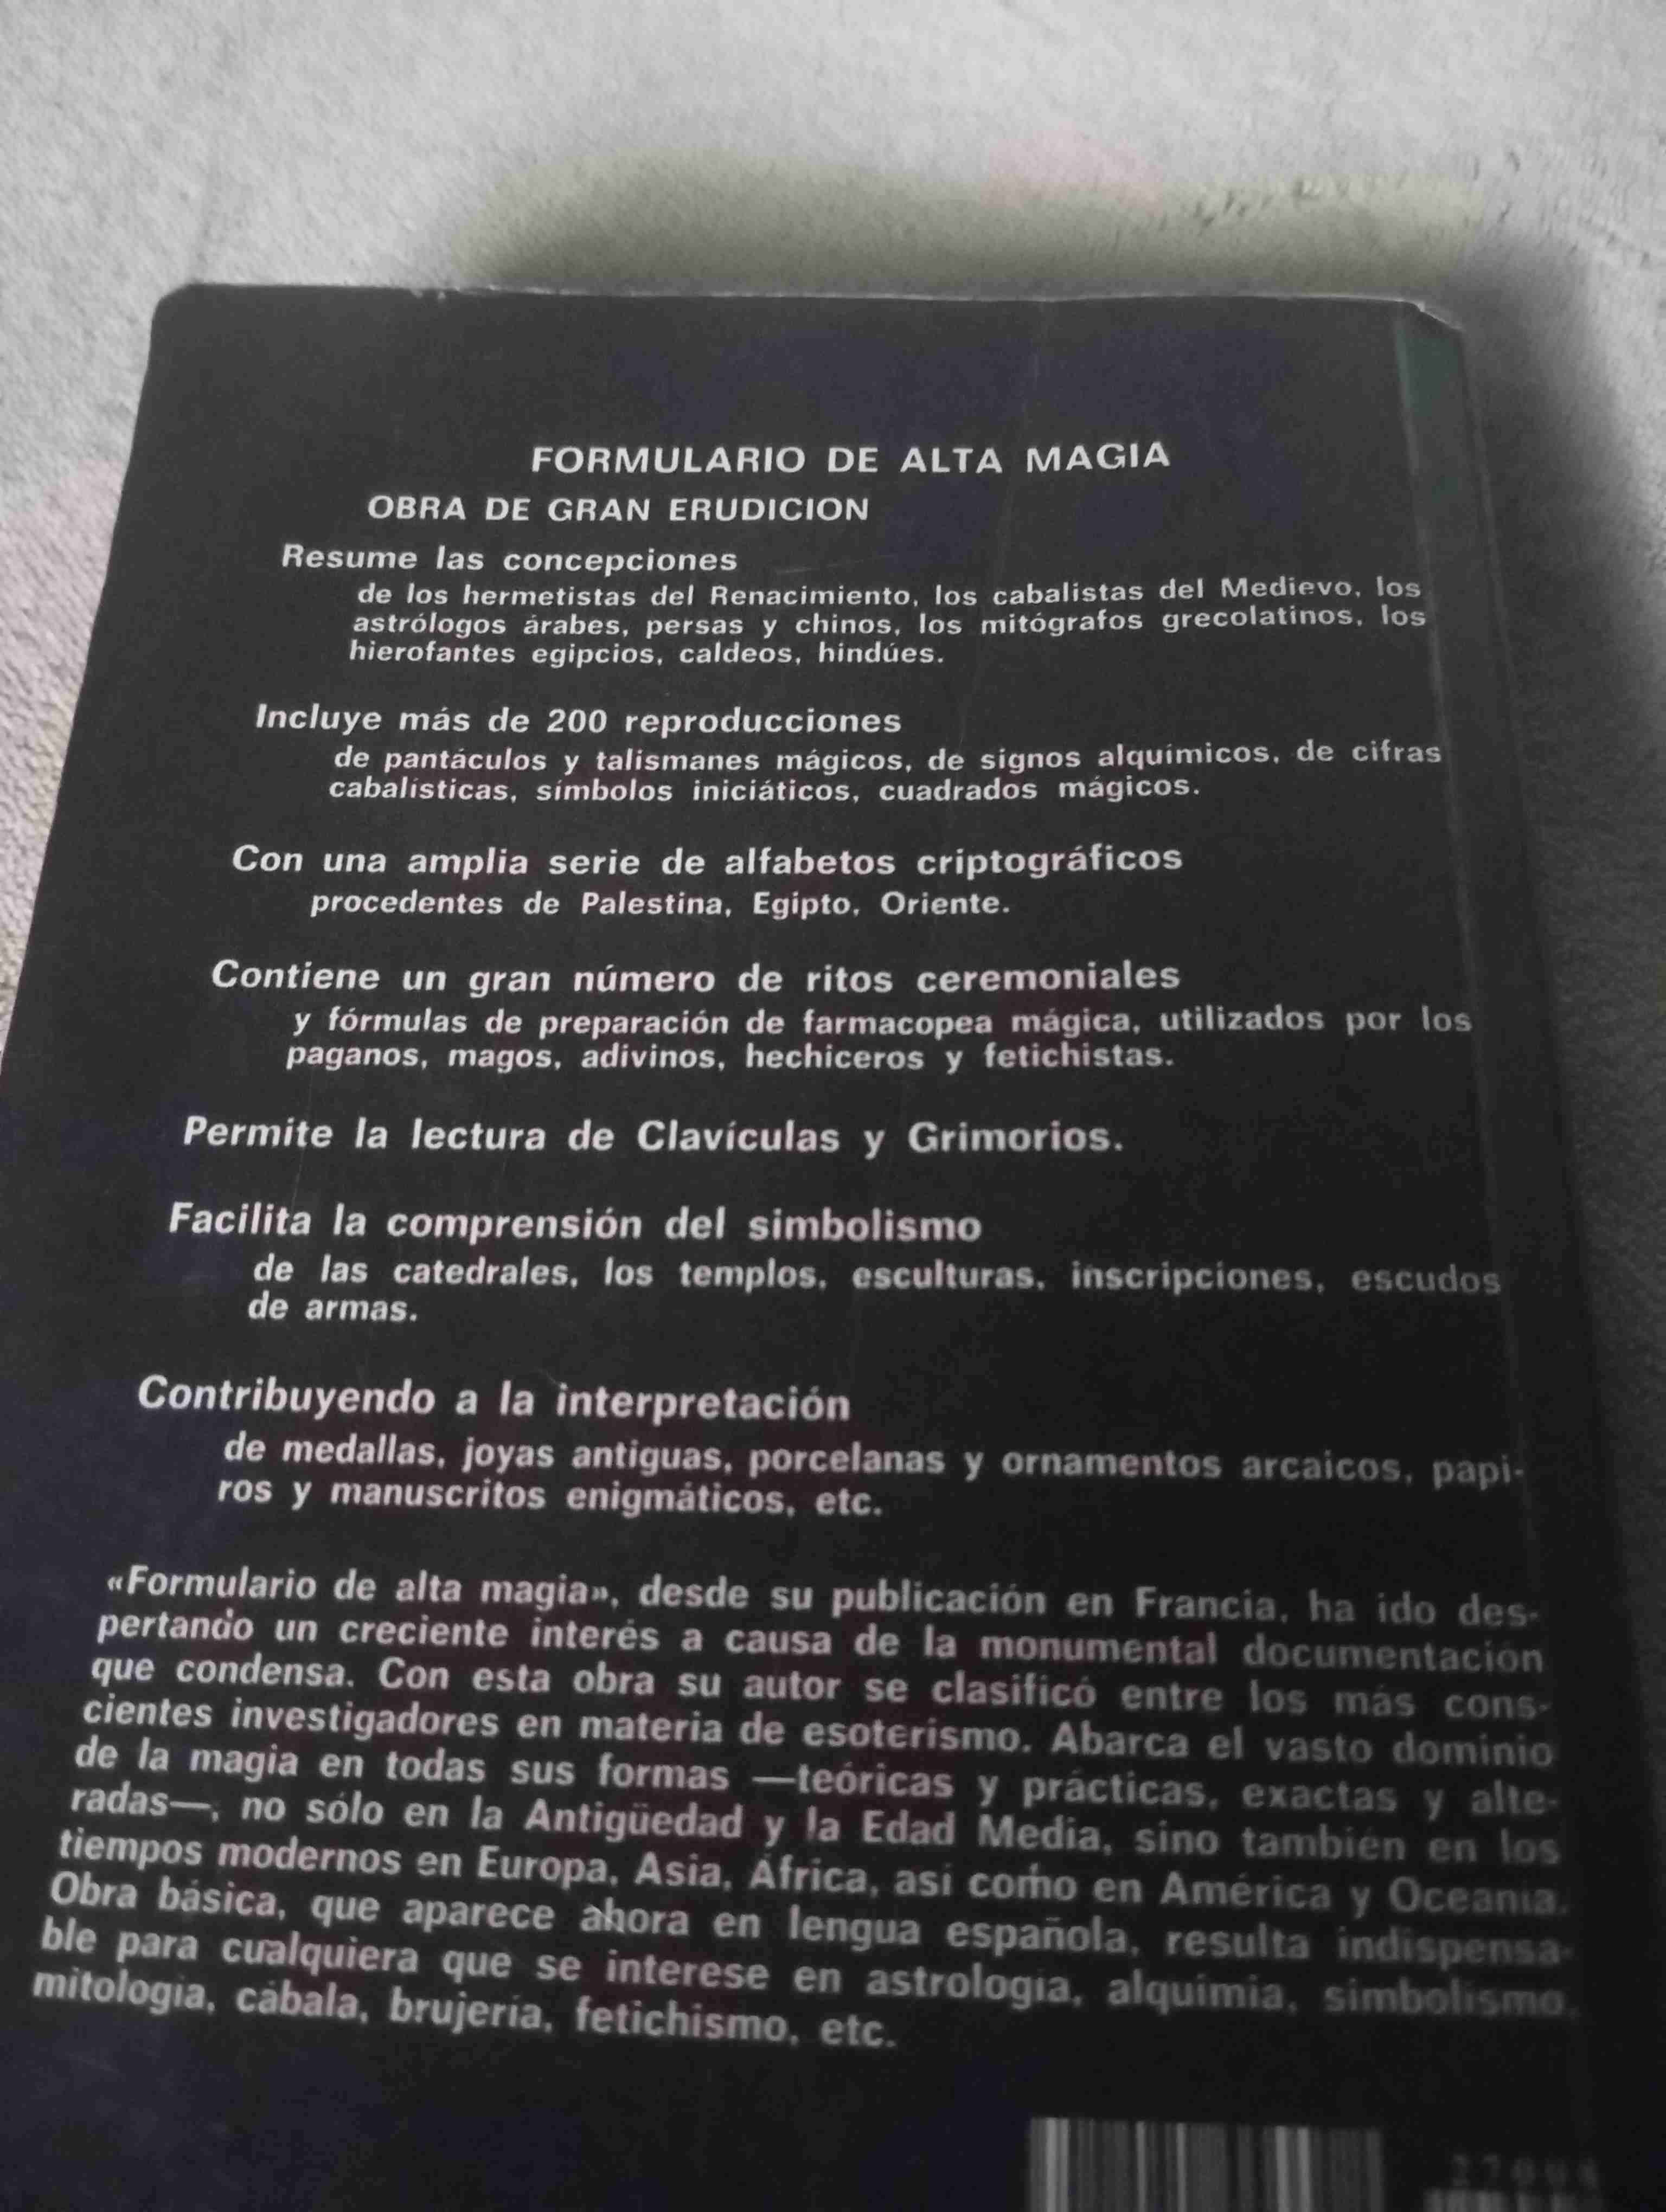 FORMULARIO DE ALTA MAGIA
OBRA DE GRAN ERUDICION
Resume las concepciones
de los hermetistas del Renacimiento, los cabalistas del Medievo, los
astrólogos árabes, persas y chinos, los mitógrafos grecolatinos, los
hierofantes egipcios, caldeos, hindúes.
Incluye más de 200 reproducciones
de pantáculos y talismanes mágicos, de signos alquímicos, de cifras
cabalísticas, símbolos iniciáticos, cuadrados mágicos.
Con una amplia serie de alfabetos criptográficos
procedentes de Palestina, Egipto, Oriente.
Contiene un gran número de ritos ceremoniales
y fórmulas de preparación de farmacopea mágica, utilizados por los
paganos, magos, adivinos, hechiceros y fetichistas.
Permite la lectura de Clavículas y Grimorios.
Facilita la comprensión del simbolismo
de las catedrales, los templos, esculturas, inscripciones, escudos
de armas.
Contribuyendo a la interpretación
de medallas, joyas antiguas, porcelanas y ornamentos arcaicos, papi-
ros y manuscritos enigmáticos, etc.
«Formulario de alta magia», desde su publicación en Francia, ha ido des-
pertando un creciente interés a causa de la monumental documentación
que condensa. Con esta obra su autor se clasificó entre los más cons-
cientes investigadores en materia de esoterismo. Abarca el vasto dominio
de la magia en todas sus formas —teóricas y prácticas, exactas y alte-
radas—, no sólo en la Antigüedad y la Edad Media, sino también en los
tiempos modernos en Europa, Asia, África, así como en América y Oceanía.
Obra básica, que aparece ahora en lengua española, resulta indispensa-
ble para cualquiera que se interese en astrología, alquimia, simbolismo,
mitología, cábala, brujería, fetichismo, etc.